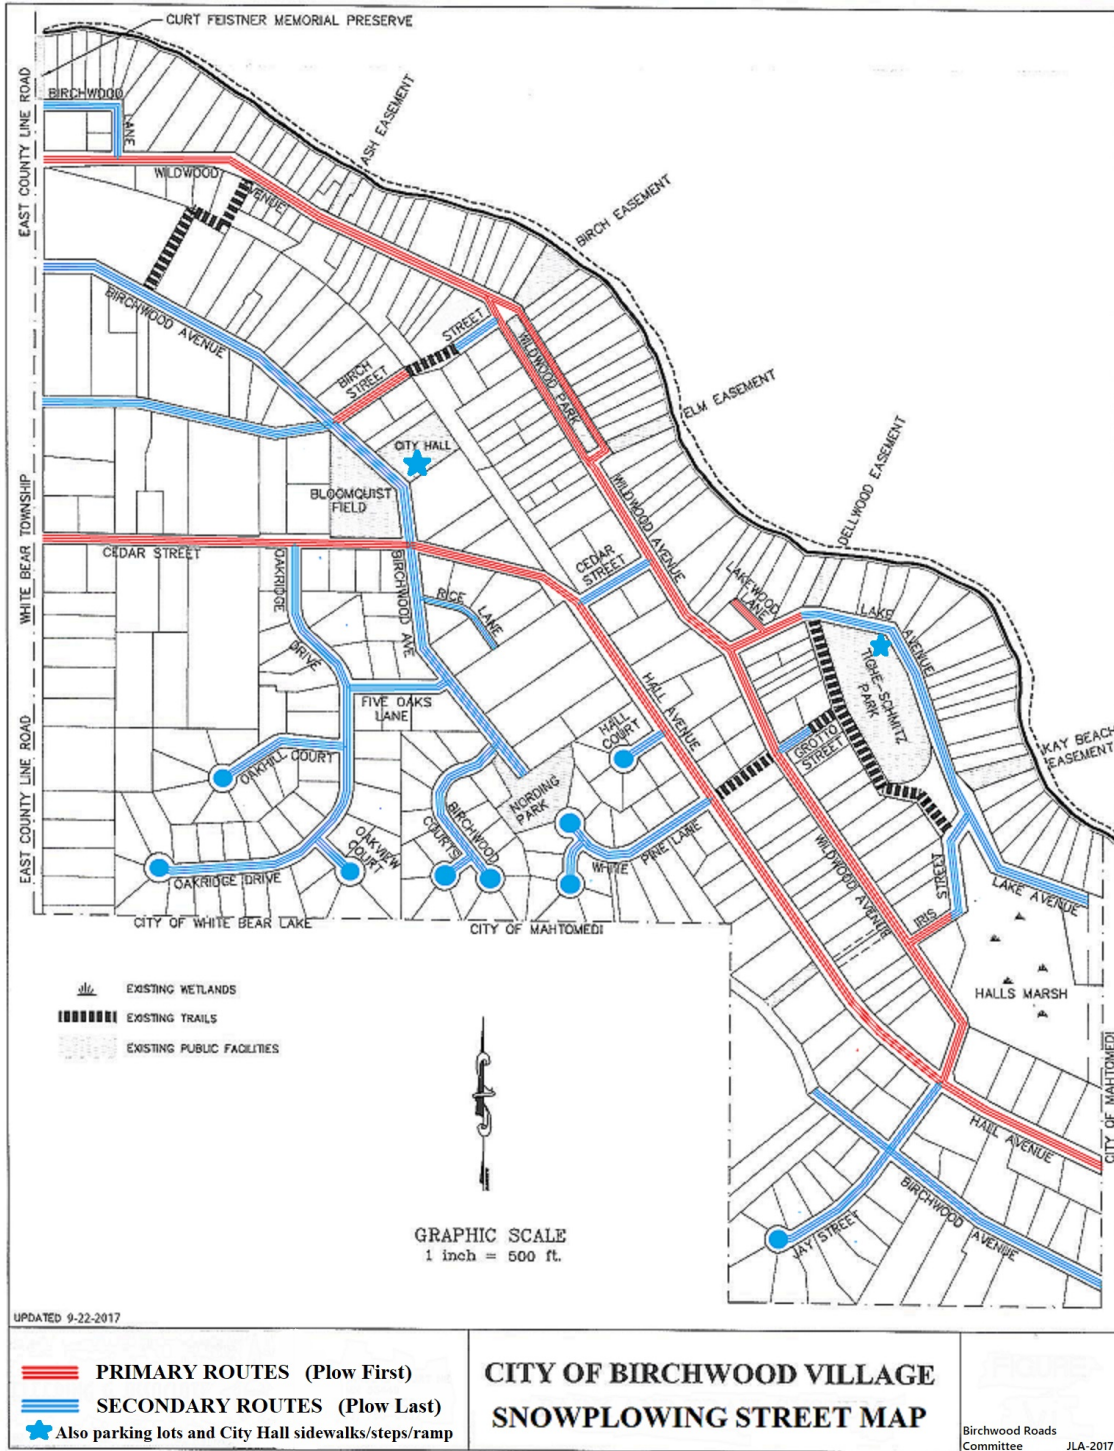 CURT FEISTNER MEMORIAL PRESERVE
EAST COUNTY LINE ROAD
BIRCHWOOD
LANE
ASH EASEMENT
WILDWOOD
AVENUE
BIRCH EASEMENT
BIRCHWOOD AVENUE
STREET
BIRCH
STREET
WILDWOOD PARK
ELM EASEMENT
CITY HALL
BLOOMQUIST
FIELD
WILDWOOD AVENUE
DELLWOOD EASEMENT
WHITE BEAR TOWNSHIP
CEDAR STREET
OAKRIDGE
DRIVE
BIRCHWOOD AVE
RICE LANE
CEDAR
STREET
LAKEWOOD
LANE
LAKE AVENUE
TIGHE-SCHMITZ
PARK
FIVE OAKS
LANE
HALL AVENUE
HALL
COURT
GROTTO
STREET
KAY BEACH
EASEMENT
EAST COUNTY LINE ROAD
OAKHILL COURT
NORDING
PARK
BIRCHWOOD
COURTS
OAKVIEW
COURT
WHITE PINE LANE
WILDWOOD AVENUE
OAKRIDGE DRIVE
IRIS STREET
LAKE AVENUE
CITY OF WHITE BEAR LAKE
CITY OF MAHTOMEDI
HALLS MARSH
EXISTING WETLANDS
EXISTING TRAILS
EXISTING PUBLIC FACILITIES
CITY OF MAHTOMEDI
HALL AVENUE
BIRCHWOOD AVENUE
JAY STREET
GRAPHIC SCALE
1 inch = 500 ft.
UPDATED 9-22-2017
PRIMARY ROUTES (Plow First)
SECONDARY ROUTES (Plow Last)
Also parking lots and City Hall sidewalks/steps/ramp
CITY OF BIRCHWOOD VILLAGE
SNOWPLOWING STREET MAP
Birchwood Roads
Committee JLA-2017